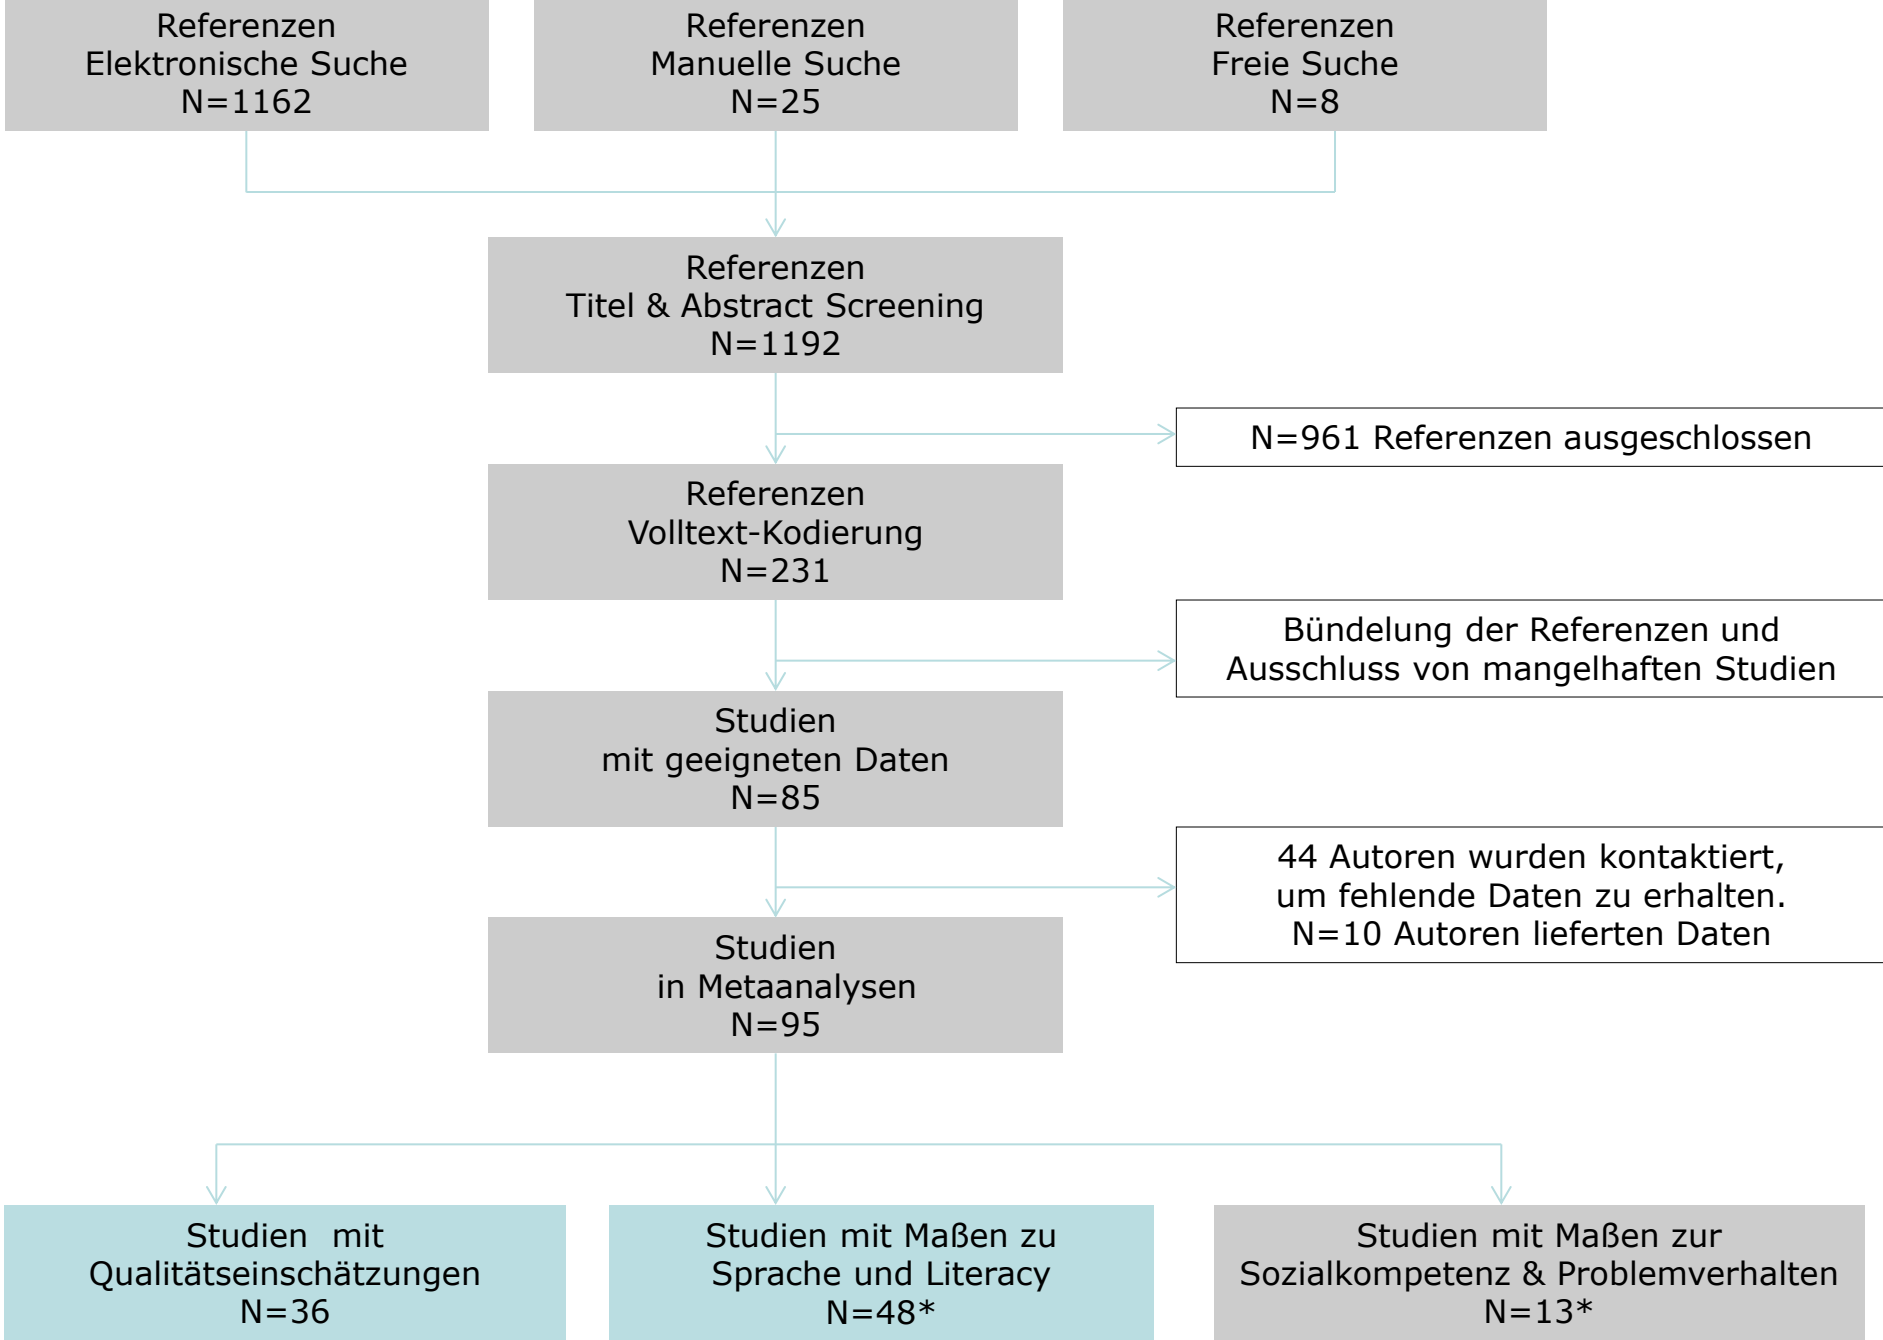 Referenzen
Elektronische Suche
N=1162
Referenzen
Manuelle Suche
N=25
Referenzen
Freie Suche
N=8
Referenzen
Titel & Abstract Screening
N=1192
N=961 Referenzen ausgeschlossen
Referenzen
Volltext-Kodierung
N=231
Bündelung der Referenzen und
Ausschluss von mangelhaften Studien
Studien
mit geeigneten Daten
N=85
44 Autoren wurden kontaktiert,
um fehlende Daten zu erhalten.
N=10 Autoren lieferten Daten
Studien
in Metaanalysen
N=95
Studien mit
Qualitätseinschätzungen
N=36
Studien mit Maßen zu
Sprache und Literacy
N=48*
Studien mit Maßen zur
Sozialkompetenz & Problemverhalten
N=13*